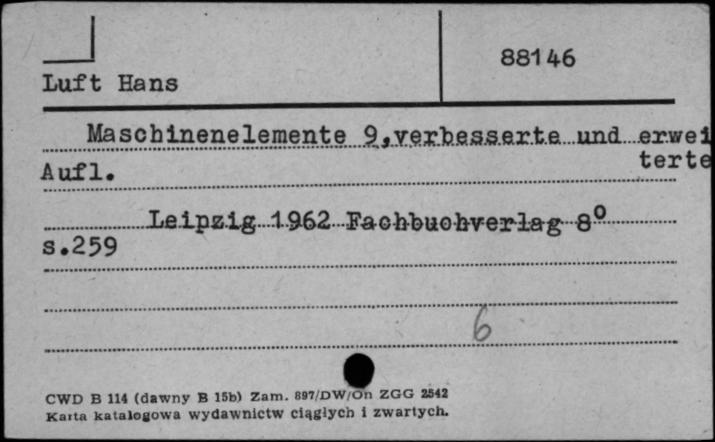 88146
Luft Hans
Maschinenelemente 9,verbesserte und erwei
terte
Aufl.
Leipzig 1962 Fachbuchverlag 8°
s.259
6
CWD B 114 (dawny B 15b) Zam. 897/DW/On ZGG 2542
Karta katalogowa wydawnictw ciągłych i zwartych.